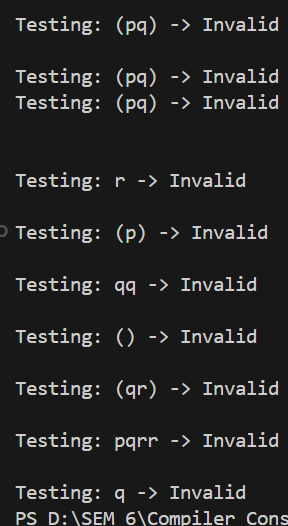 Testing: (pq) -> Invalid
Testing: (pq) -> Invalid
Testing: (pq) -> Invalid
Testing: r -> Invalid
Testing: (p) -> Invalid
Testing: qq -> Invalid
Testing: () -> Invalid
Testing: (qr) -> Invalid
Testing: pqrr -> Invalid
Testing: q -> Invalid
PS D:\SEM 6\Compiler Cons